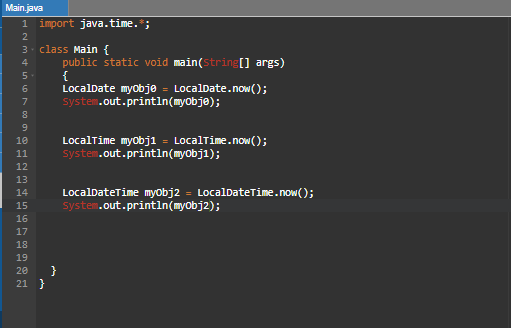 Main.java
1 import java.time.*;
2
3 class Main {
4 public static void main(String[] args)
5 {
6 LocalDate myObj0 = LocalDate.now();
7 System.out.println(myObj0);
8
9
10 LocalTime myObj1 = LocalTime.now();
11 System.out.println(myObj1);
12
13
14 LocalDateTime myObj2 = LocalDateTime.now();
15 System.out.println(myObj2);
16
17
18
19
20 }
21 }